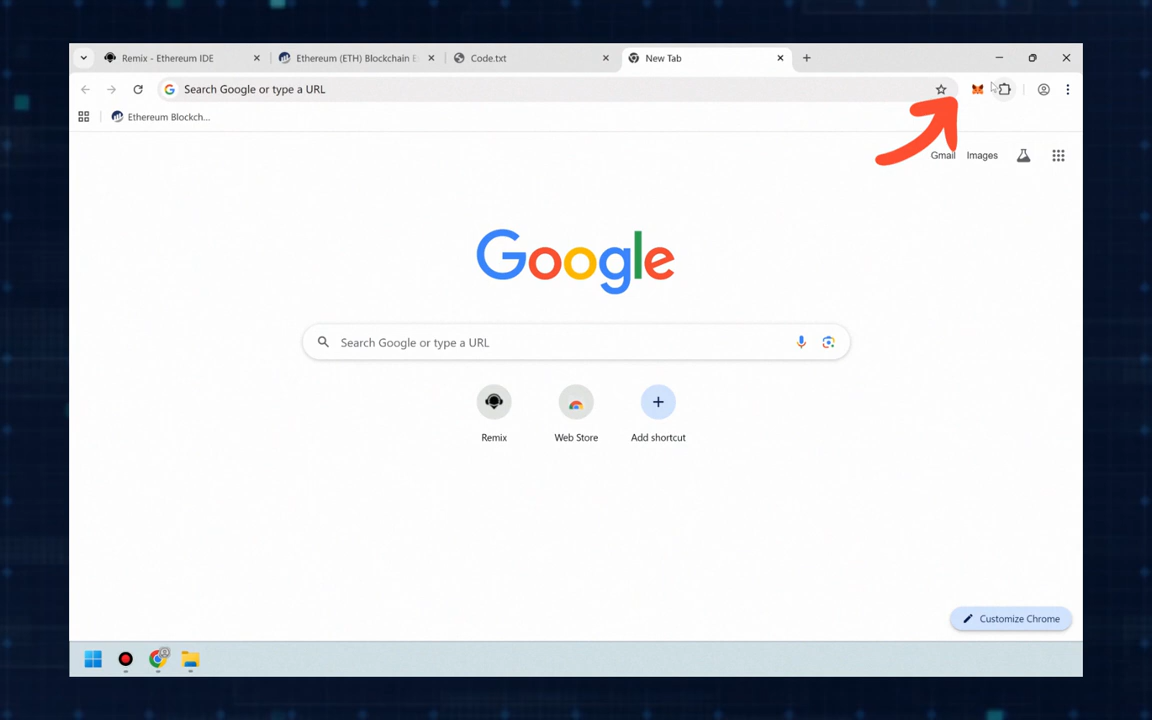 Remix - Ethereum IDE
Ethereum (ETH) Blockchain E
Code.txt
New Tab
Search Google or type a URL
Ethereum Blockch...
Gmail
Images
Google
Search Google or type a URL
Remix
Web Store
Add shortcut
Customize Chrome